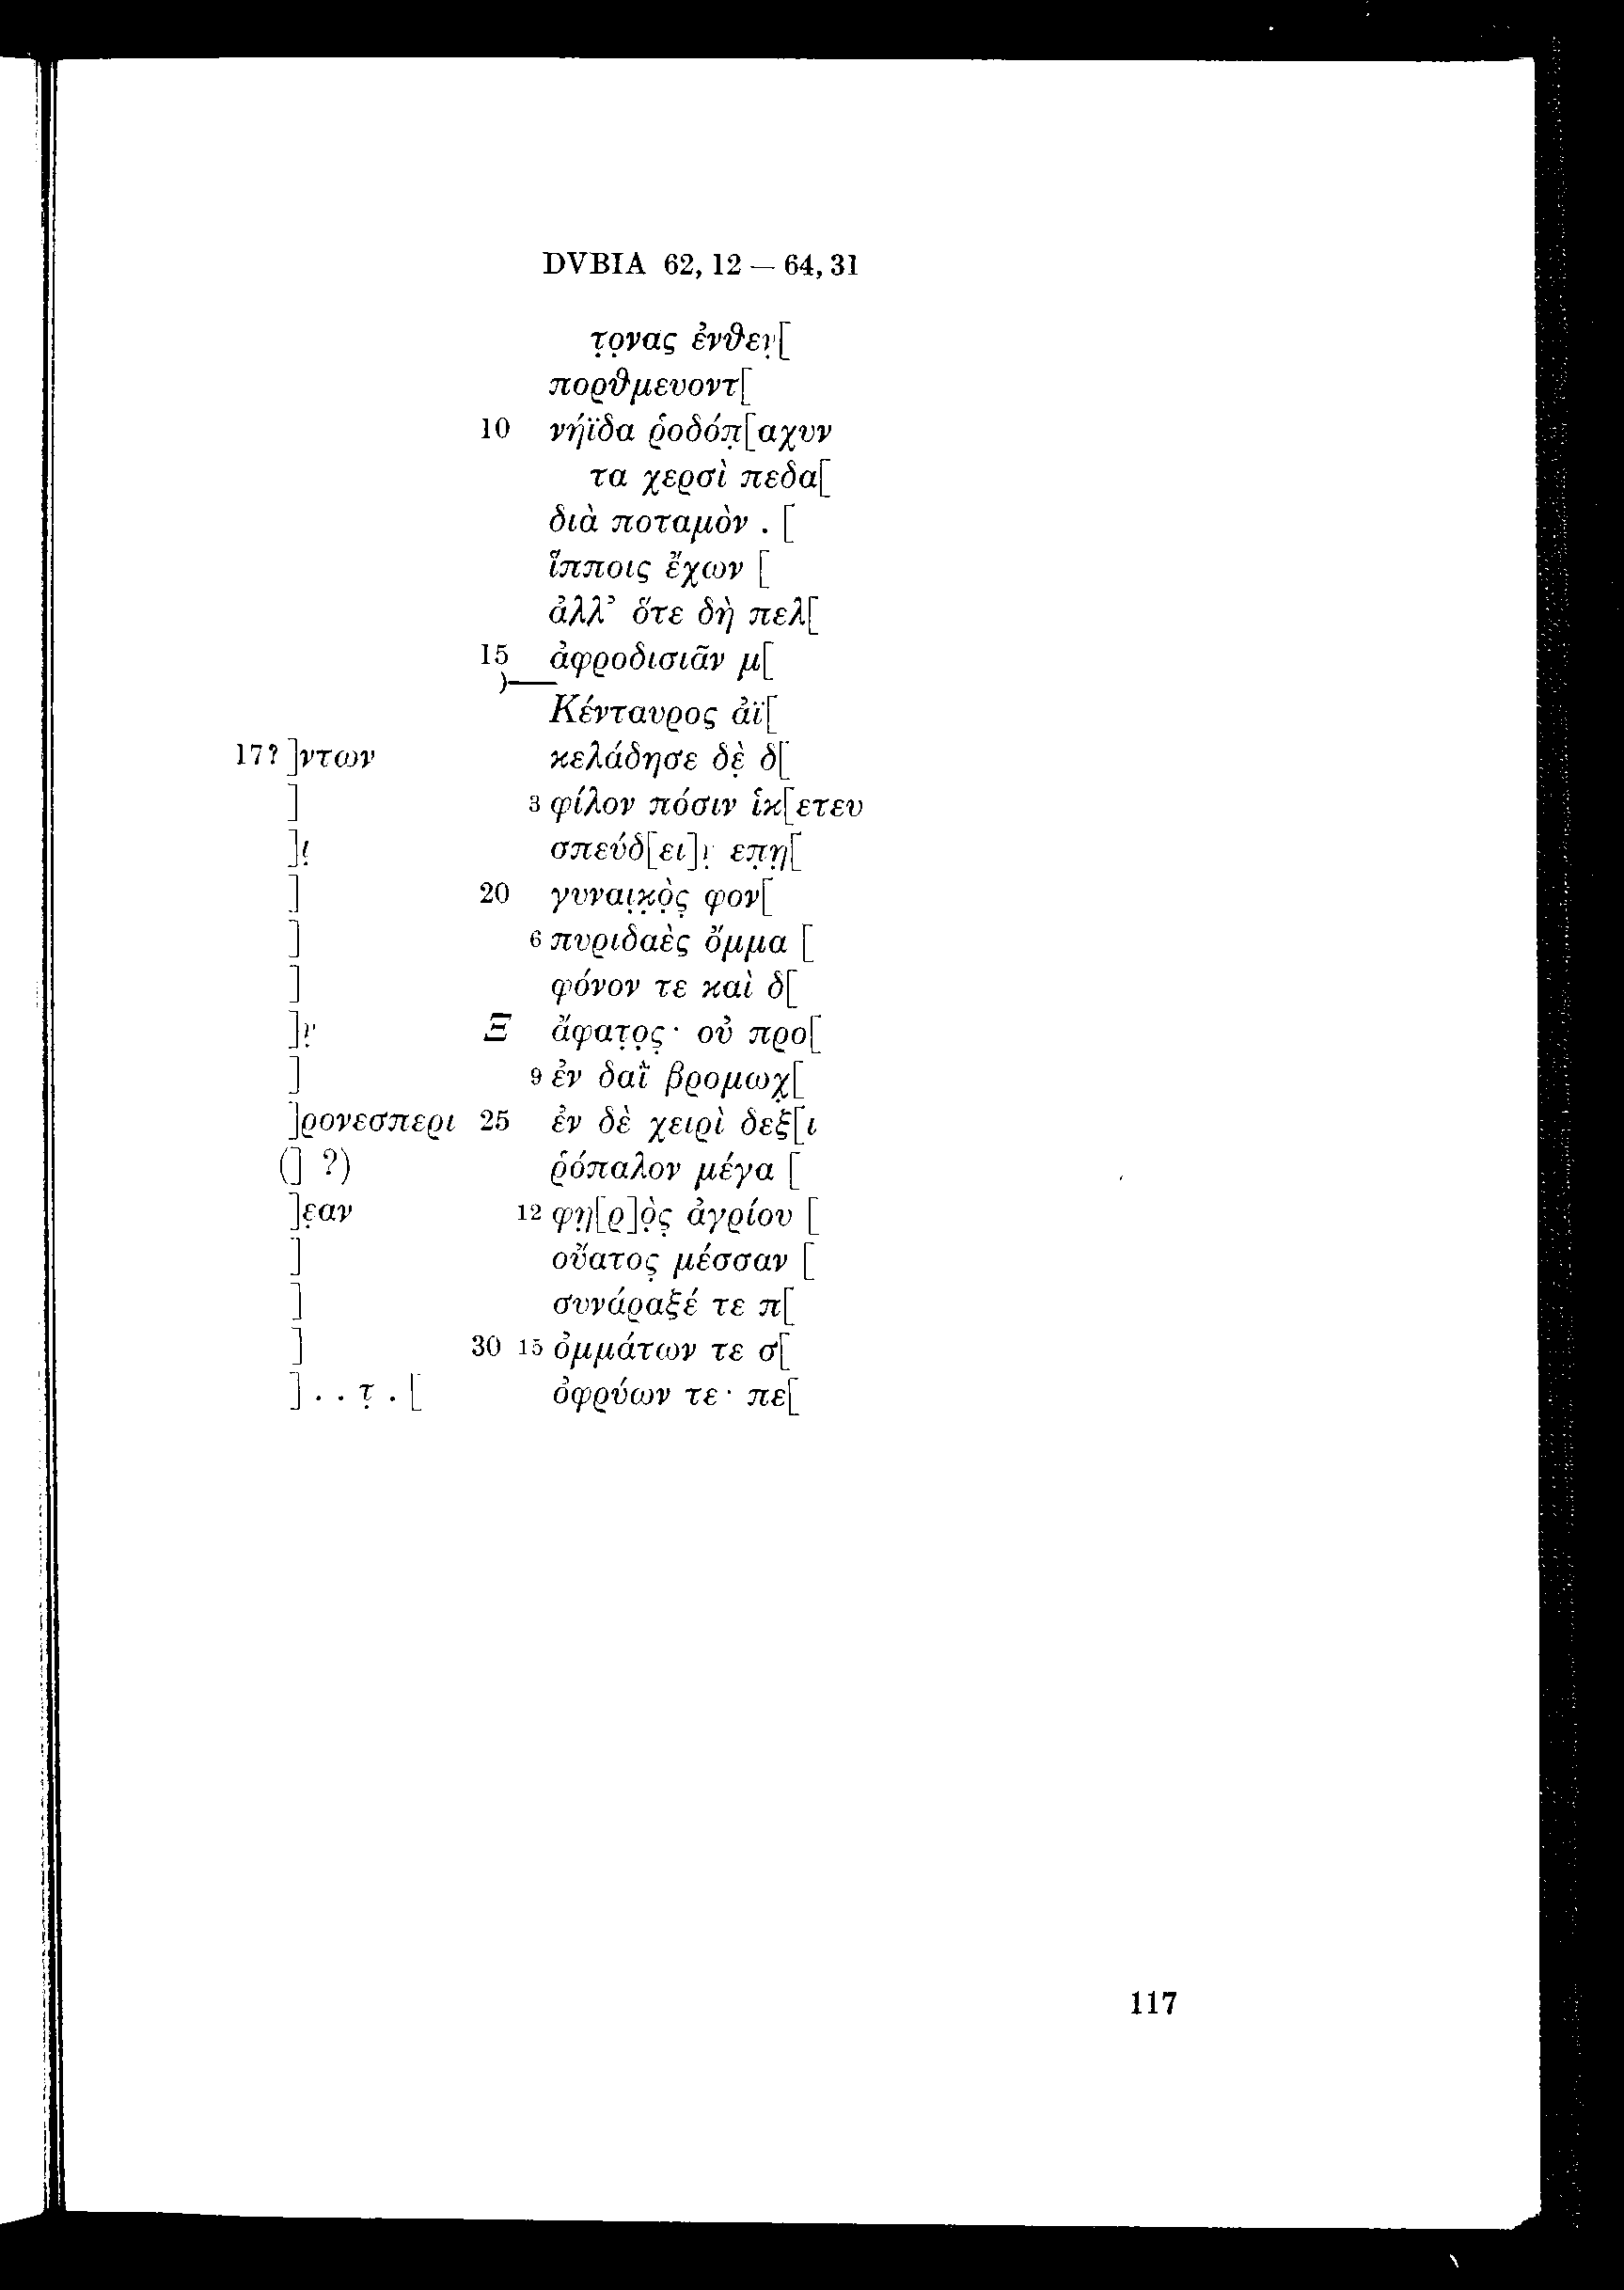 DVBIA 62, 12 — 64, 31
τ̣ο̣νας ἐνθεν̣[
πορθμευοντ[
10 νήϊδα ῥοδόπ̣[αχυν
τα χερσὶ πεδα[
διὰ ποταμὸν . [
ἵπποις ἔχων [
ἀλλ’ ὅτε δὴ πελ[
15 ἀφροδισιᾶν μ[
)—
Κένταυρος ἀϊ[
17? ]ντων κελάδησε δὲ̣ δ[
] 3 φίλον πόσιν ἱκ[ετευ
]ι̣ σπεύδ[ει]ν̣ επ̣η̣[
] 20 γυναι̣κ̣ὸ̣ς̣ φον[
] 6 πυριδαὲς ὄμμα [
] φόνον τε καὶ δ[
]ν̣ Ξ ἄφατ̣ο̣ς̣· οὐ προ[
] 9 ἐν δαῒ βρομωχ̣[
]ρονεσπερι 25 ἐν δὲ χειρὶ δεξ[ι
(] ?) ῥόπαλον μέγα [
]ε̣αν 12 φη̣[ρ]ὸ̣ς̣ ἀγρίου [
] οὔατος̣ μέσσαν [
] συνάραξέ τε π[
] 30 15 ὀμμάτων τε σ[
] . . τ̣ . [ ὀφρύων τε· πε[
117